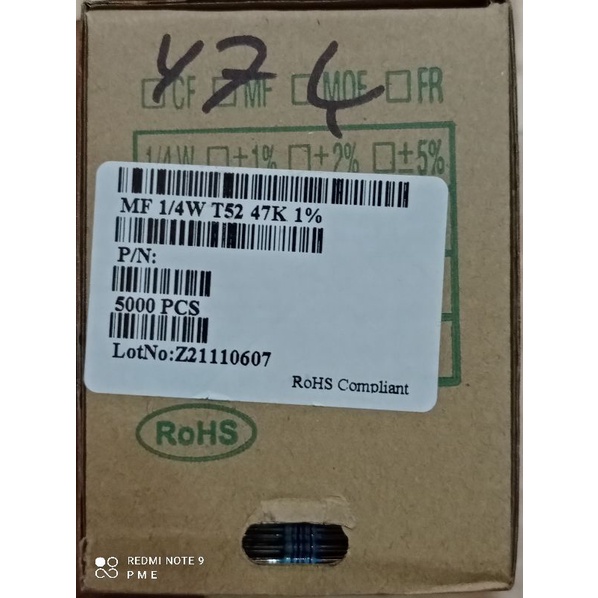 474
□CF □MF □MOF □FR
1/4W □±1% □±2% □±5%
MF 1/4W T52 47K 1%
P/N:
5000 PCS
LotNo:Z21110607
RoHS Compliant
RoHS
REDMI NOTE 9
PME